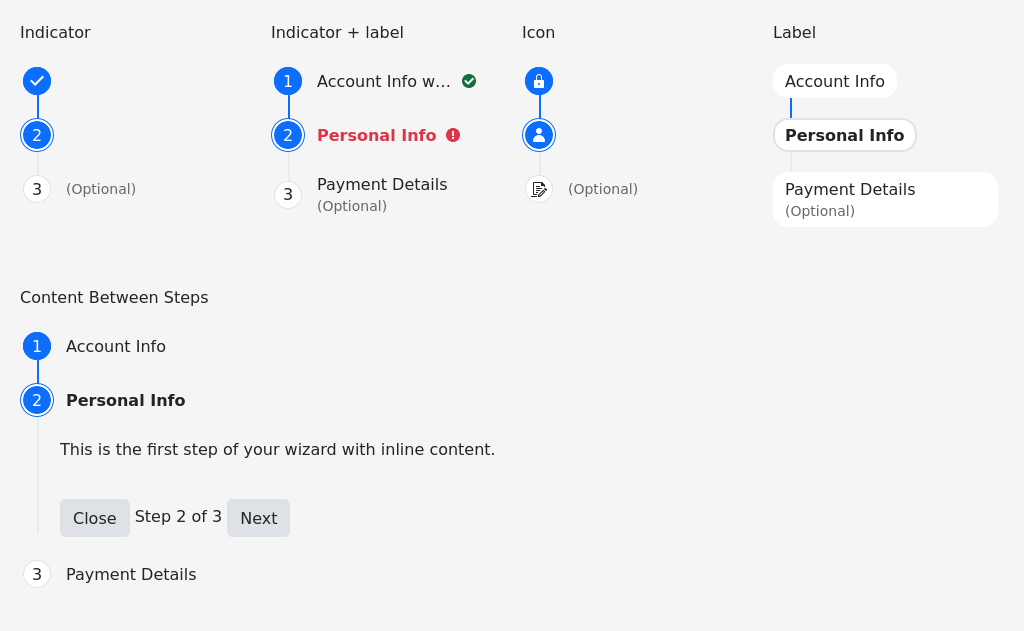 Indicator
2
3 (Optional)
Indicator + label
1 Account Info w...
2 Personal Info
3 Payment Details
(Optional)
Icon
(Optional)
Label
Account Info
Personal Info
Payment Details
(Optional)
Content Between Steps
1 Account Info
2 Personal Info
This is the first step of your wizard with inline content.
Close Step 2 of 3 Next
3 Payment Details